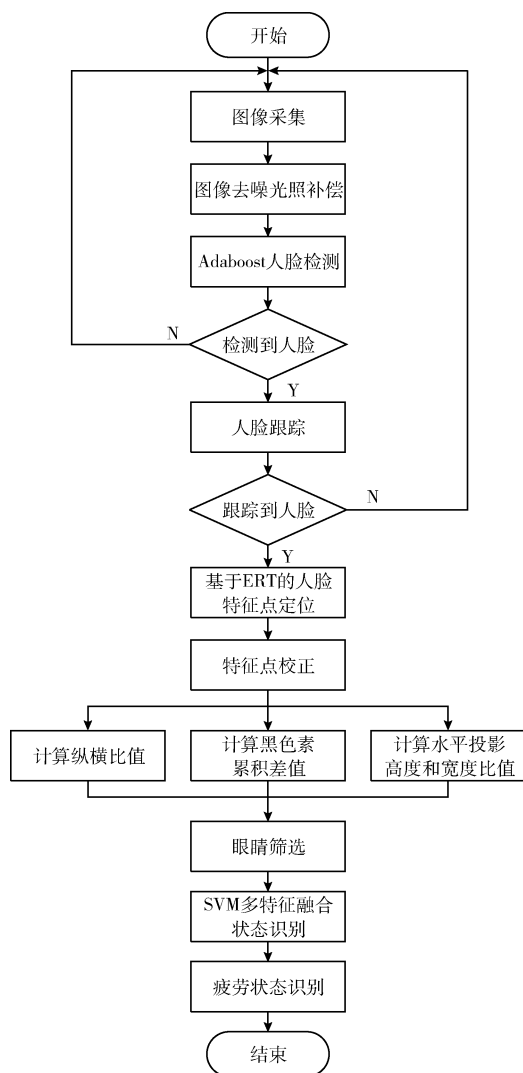 开始
图像采集
图像去噪光照补偿
Adaboost人脸检测
检测到人脸
N
Y
人脸跟踪
跟踪到人脸
N
Y
基于ERT的人脸
特征点定位
特征点校正
计算纵横比值
计算黑色素
累积差值
计算水平投影
高度和宽度比值
眼睛筛选
SVM多特征融合
状态识别
疲劳状态识别
结束